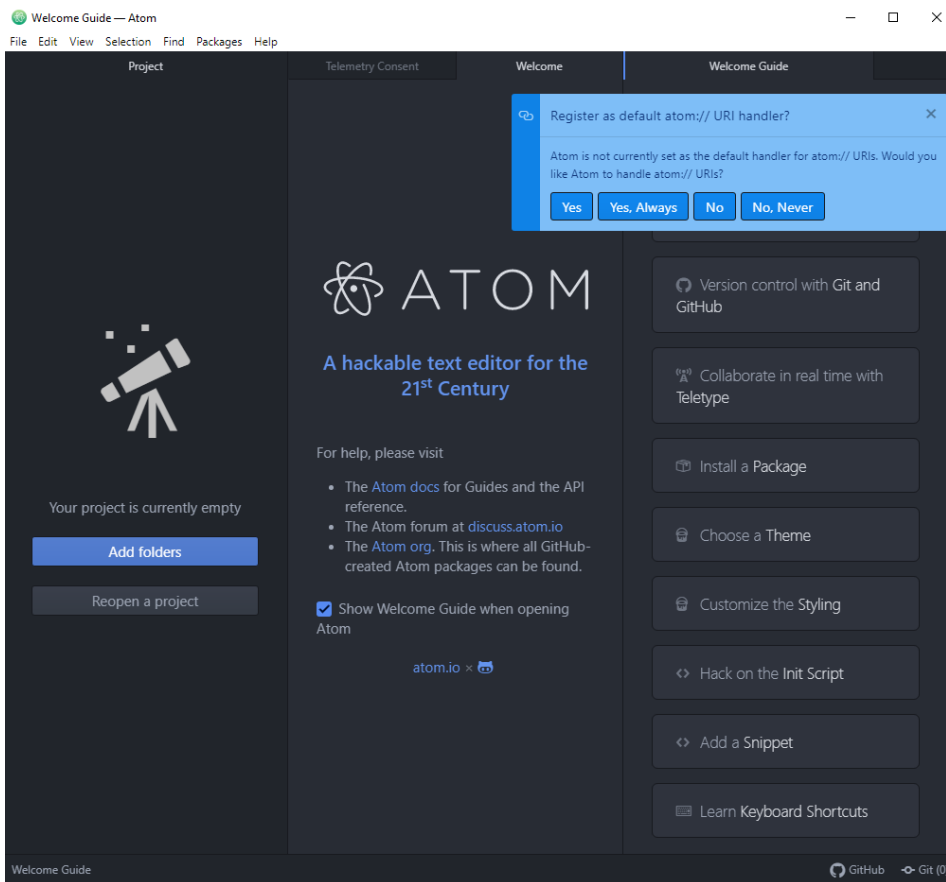 Welcome Guide — Atom
File Edit View Selection Find Packages Help
Project
Telemetry Consent
Welcome
Welcome Guide
Register as default atom:// URI handler?
Atom is not currently set as the default handler for atom:// URIs. Would you
like Atom to handle atom:// URIs?
Yes
Yes, Always
No
No, Never
Your project is currently empty
Add folders
Reopen a project
ATOM
A hackable text editor for the
21st Century
For help, please visit
• The Atom docs for Guides and the API
reference.
• The Atom forum at discuss.atom.io
• The Atom org. This is where all GitHub-
created Atom packages can be found.
Show Welcome Guide when opening
Atom
atom.io ×
Version control with Git and
GitHub
Collaborate in real time with
Teletype
Install a Package
Choose a Theme
Customize the Styling
Hack on the Init Script
Add a Snippet
Learn Keyboard Shortcuts
Welcome Guide
GitHub
Git (0